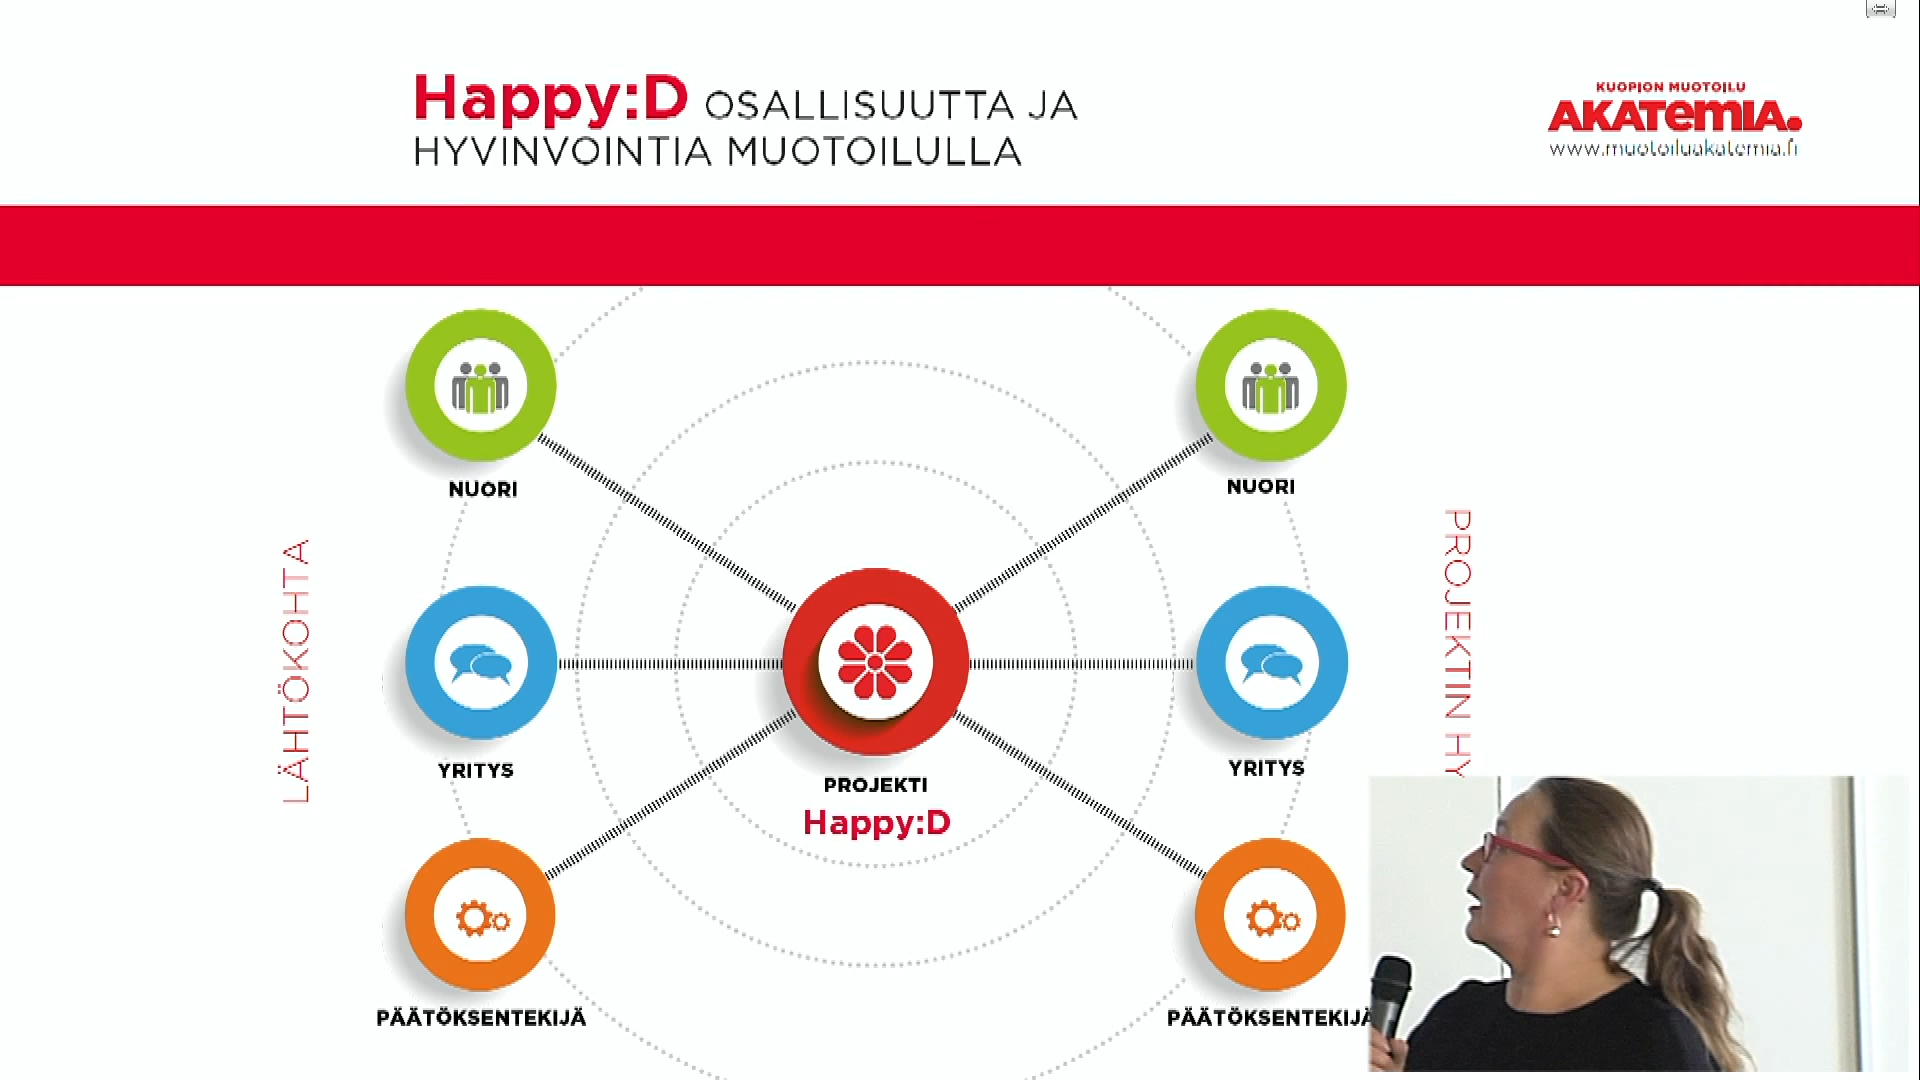 Happy:D OSALLISUUTTA JA
HYVINVOINTIA MUOTOILULLA
KUOPION MUOTOILU
AKATEMIA.
www.muotoiluakatemia.fi
LÄHTÖKOHTA
NUORI
NUORI
YRITYS
YRITYS
PROJEKTI
Happy:D
PÄÄTÖKSENTEKIJÄ
PÄÄTÖKSENTEKIJÄ
PROJEKTIN HY